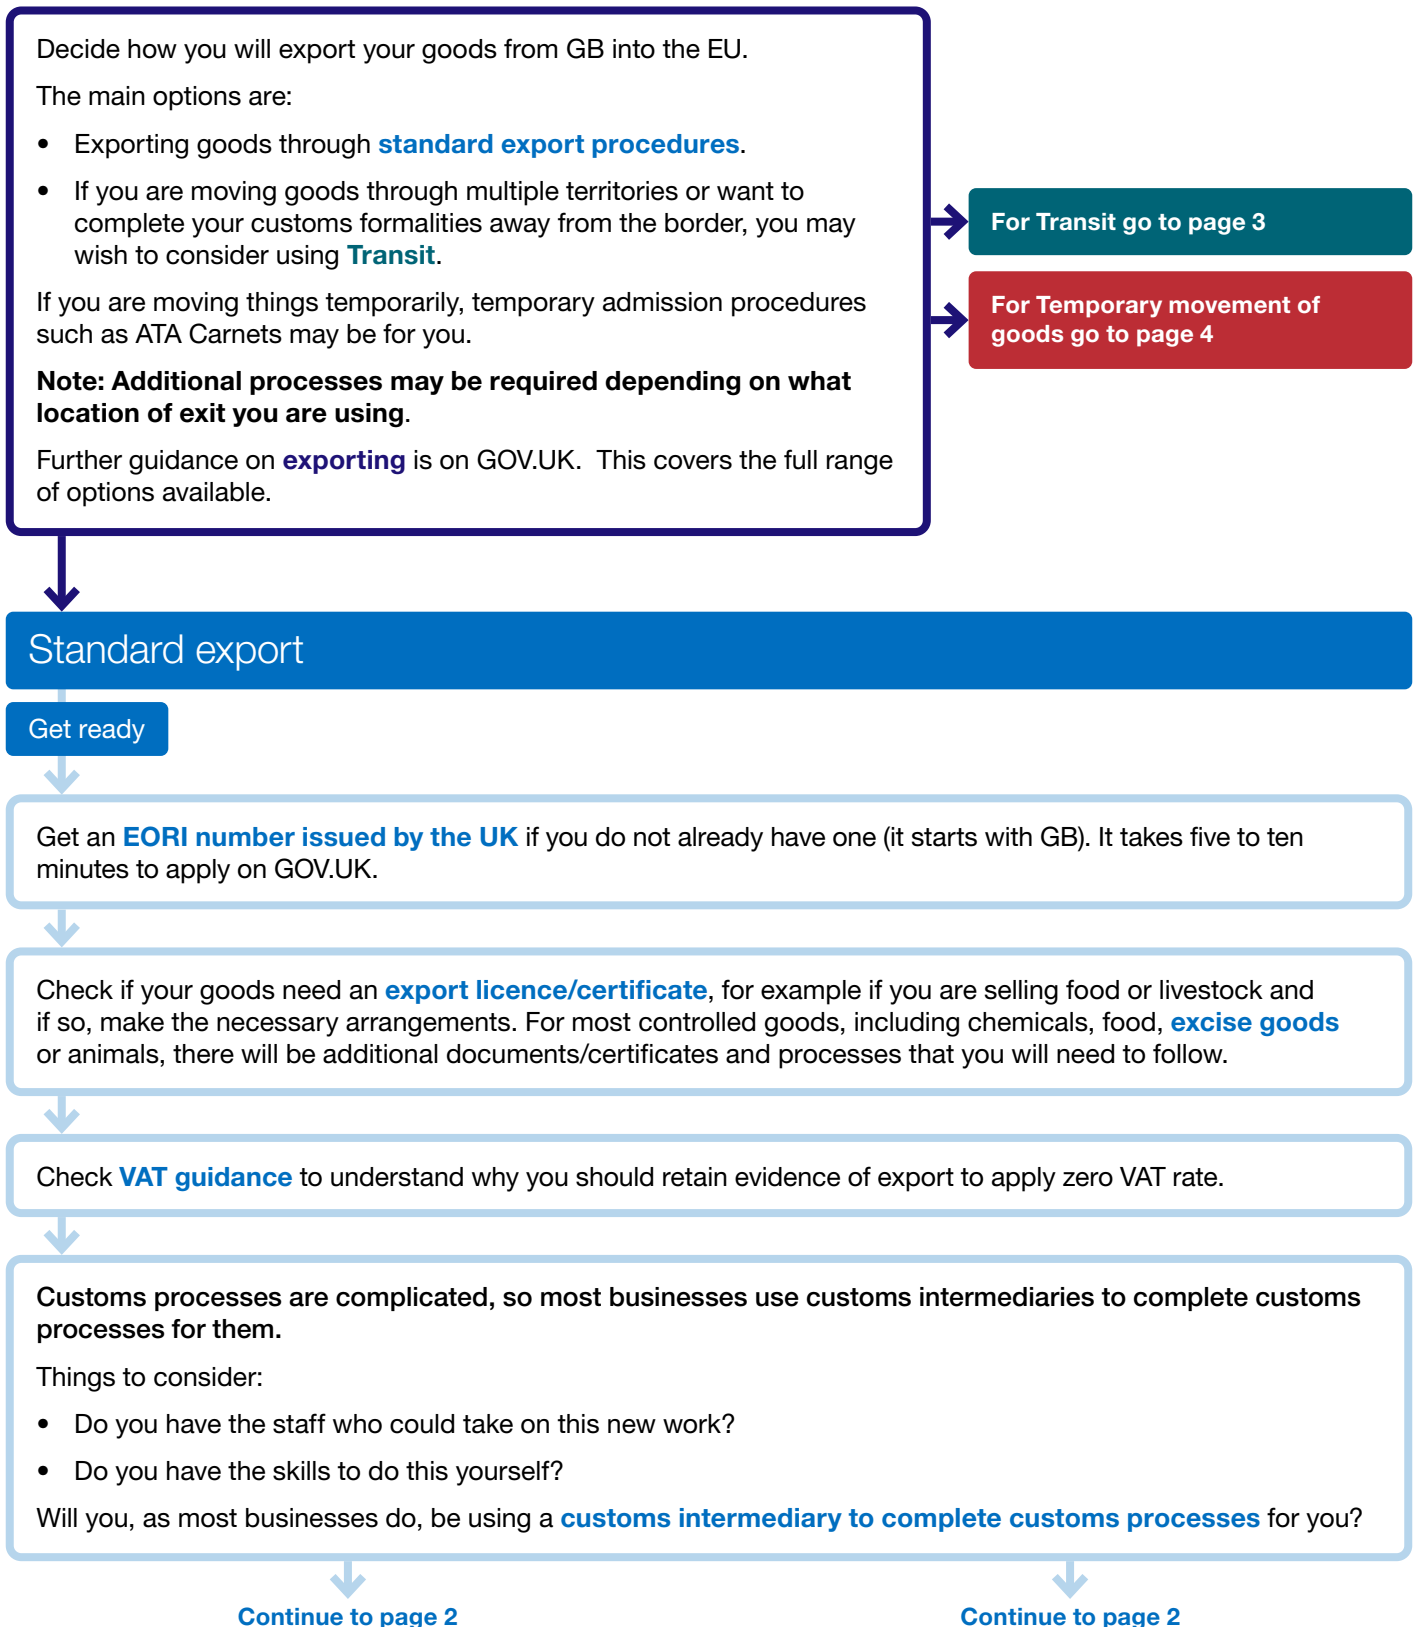 Decide how you will export your goods from GB into the EU.
The main options are:
• Exporting goods through standard export procedures.
• If you are moving goods through multiple territories or want to
complete your customs formalities away from the border, you may
wish to consider using Transit.
If you are moving things temporarily, temporary admission procedures
such as ATA Carnets may be for you.
Note: Additional processes may be required depending on what
location of exit you are using.
Further guidance on exporting is on GOV.UK.  This covers the full range
of options available.
For Transit go to page 3
For Temporary movement of
goods go to page 4
Standard export
Get ready
Get an EORI number issued by the UK if you do not already have one (it starts with GB). It takes five to ten
minutes to apply on GOV.UK.
Check if your goods need an export licence/certificate, for example if you are selling food or livestock and
if so, make the necessary arrangements. For most controlled goods, including chemicals, food, excise goods
or animals, there will be additional documents/certificates and processes that you will need to follow.
Check VAT guidance to understand why you should retain evidence of export to apply zero VAT rate.
Customs processes are complicated, so most businesses use customs intermediaries to complete customs
processes for them.
Things to consider:
• Do you have the staff who could take on this new work?
• Do you have the skills to do this yourself?
Will you, as most businesses do, be using a customs intermediary to complete customs processes for you?
Continue to page 2
Continue to page 2